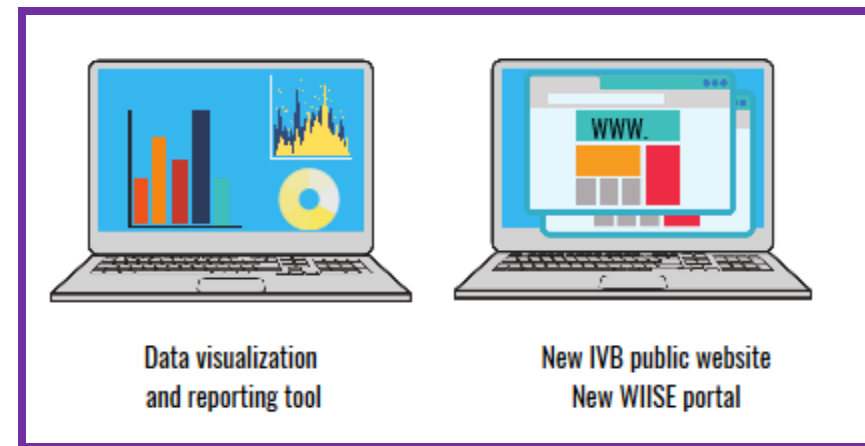 WWW.
Data visualization
and reporting tool
New IVB public website
New WIISE portal